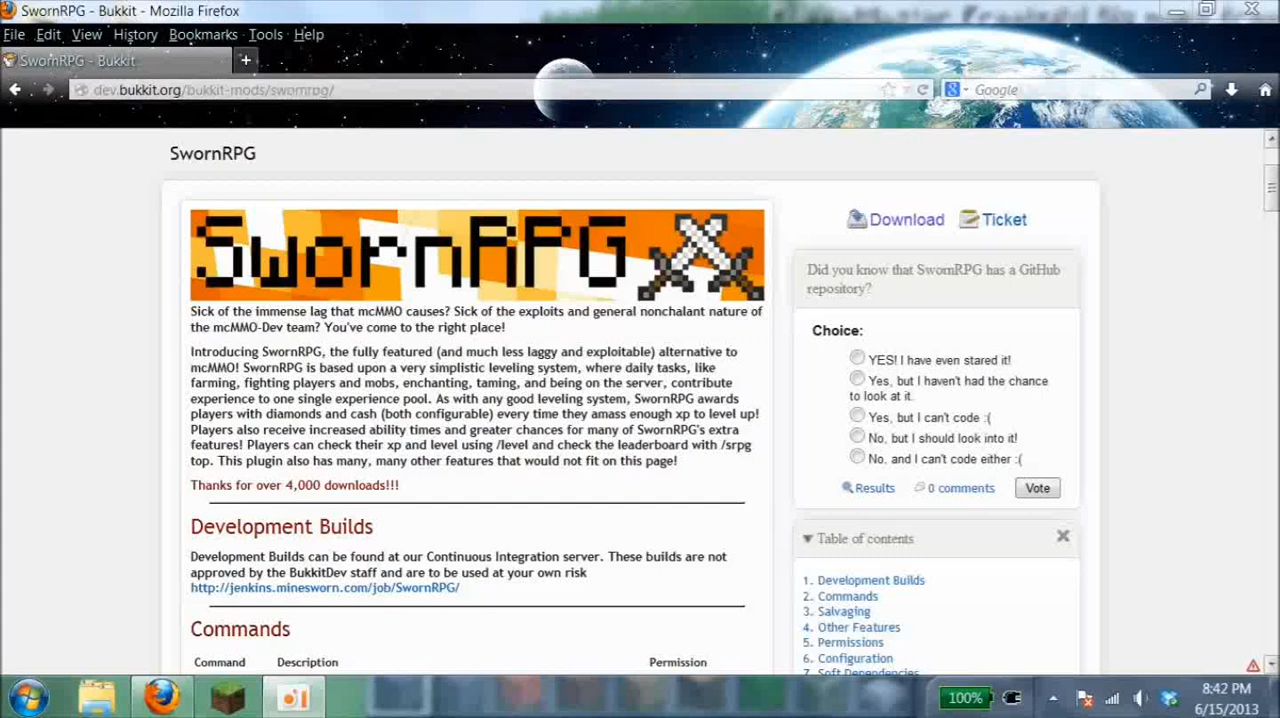 SwornRPG - Bukkit - Mozilla Firefox
File Edit View History Bookmarks Tools Help
SwornRPG - Bukkit
dev.bukkit.org/bukkit-mods/swornrpg/
Google
SwornRPG
SwornRPG
Download Ticket
Did you know that SwornRPG has a GitHub
repository?
Choice:
YES! I have even stared it!
Yes, but I haven't had the chance
to look at it.
Yes, but I can't code :(
No, but I should look into it!
No, and I can't code either :(
Results 0 comments Vote
Sick of the immense lag that mcMMO causes? Sick of the exploits and general nonchalant nature of
the mcMMO-Dev team? You've come to the right place!
Introducing SwornRPG, the fully featured (and much less laggy and exploitable) alternative to
mcMMO! SwornRPG is based upon a very simplistic leveling system, where daily tasks, like
farming, fighting players and mobs, enchanting, taming, and being on the server, contribute
experience to one single experience pool. As with any good leveling system, SwornRPG awards
players with diamonds and cash (both configurable) every time they amass enough xp to level up!
Players also receive increased ability times and greater chances for many of SwornRPG's extra
features! Players can check their xp and level using /level and check the leaderboard with /srpg
top. This plugin also has many, many other features that would not fit on this page!
Thanks for over 4,000 downloads!!!
Development Builds
Development Builds can be found at our Continuous Integration server. These builds are not
approved by the BukkitDev staff and are to be used at your own risk
http://jenkins.minesworn.com/job/SwornRPG/
Commands
Command Description Permission
Table of contents
1. Development Builds
2. Commands
3. Salvaging
4. Other Features
5. Permissions
6. Configuration
7. Soft Dependencies
100%
8:42 PM
6/15/2013